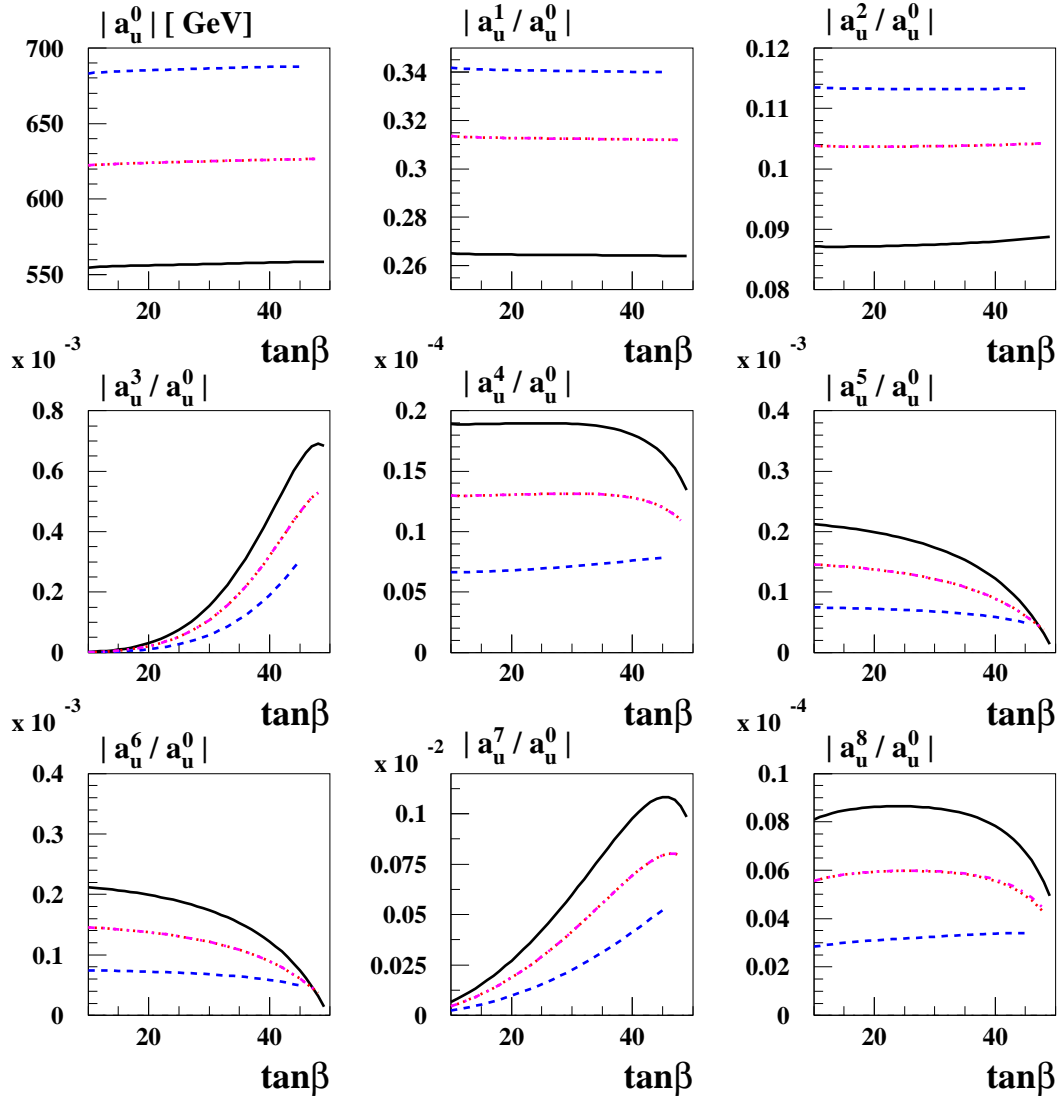 | a_u^0 | [ GeV]
700
650
600
550
20 40
tanβ
| a_u^1 / a_u^0 |
0.34
0.32
0.3
0.28
0.26
20 40
tanβ
| a_u^2 / a_u^0 |
0.12
0.11
0.1
0.09
0.08
20 40
tanβ
x 10 -3
| a_u^3 / a_u^0 |
0.8
0.6
0.4
0.2
0
20 40
tanβ
x 10 -4
| a_u^4 / a_u^0 |
0.2
0.15
0.1
0.05
0
20 40
tanβ
x 10 -3
| a_u^5 / a_u^0 |
0.4
0.3
0.2
0.1
0
20 40
tanβ
x 10 -3
| a_u^6 / a_u^0 |
0.4
0.3
0.2
0.1
0
20 40
tanβ
x 10 -2
| a_u^7 / a_u^0 |
0.1
0.075
0.05
0.025
0
20 40
tanβ
x 10 -4
| a_u^8 / a_u^0 |
0.1
0.08
0.06
0.04
0.02
0
20 40
tanβ